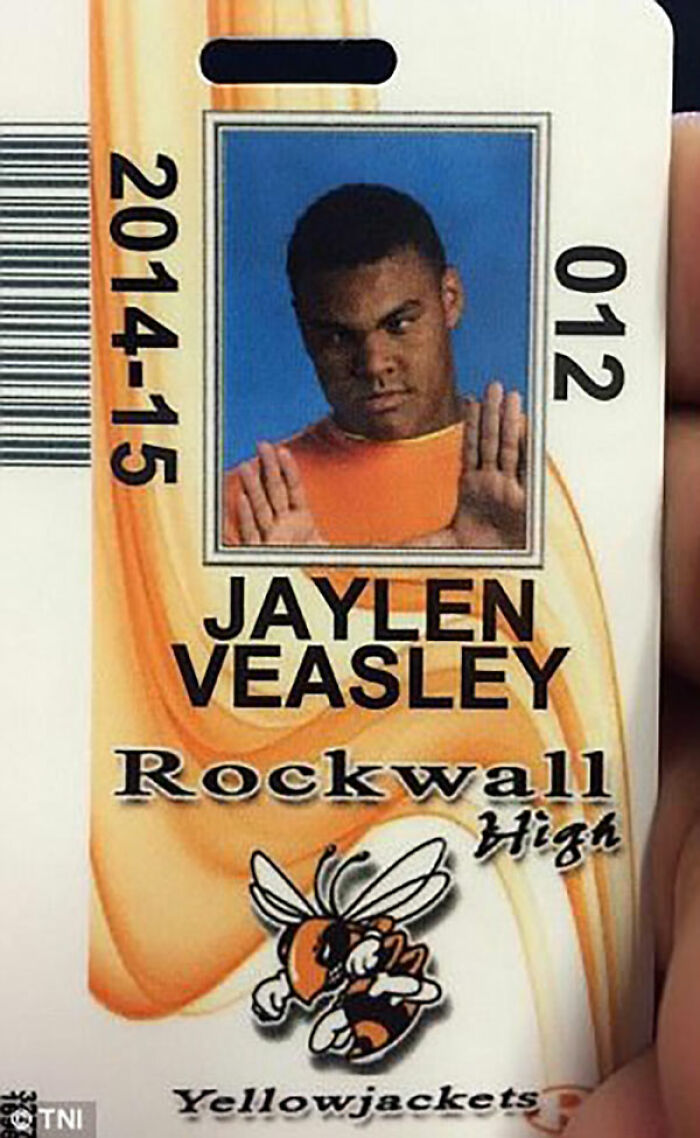 2014-15
012
JAYLEN
VEASLEY
Rockwall
High
Yellowjackets
© TNI